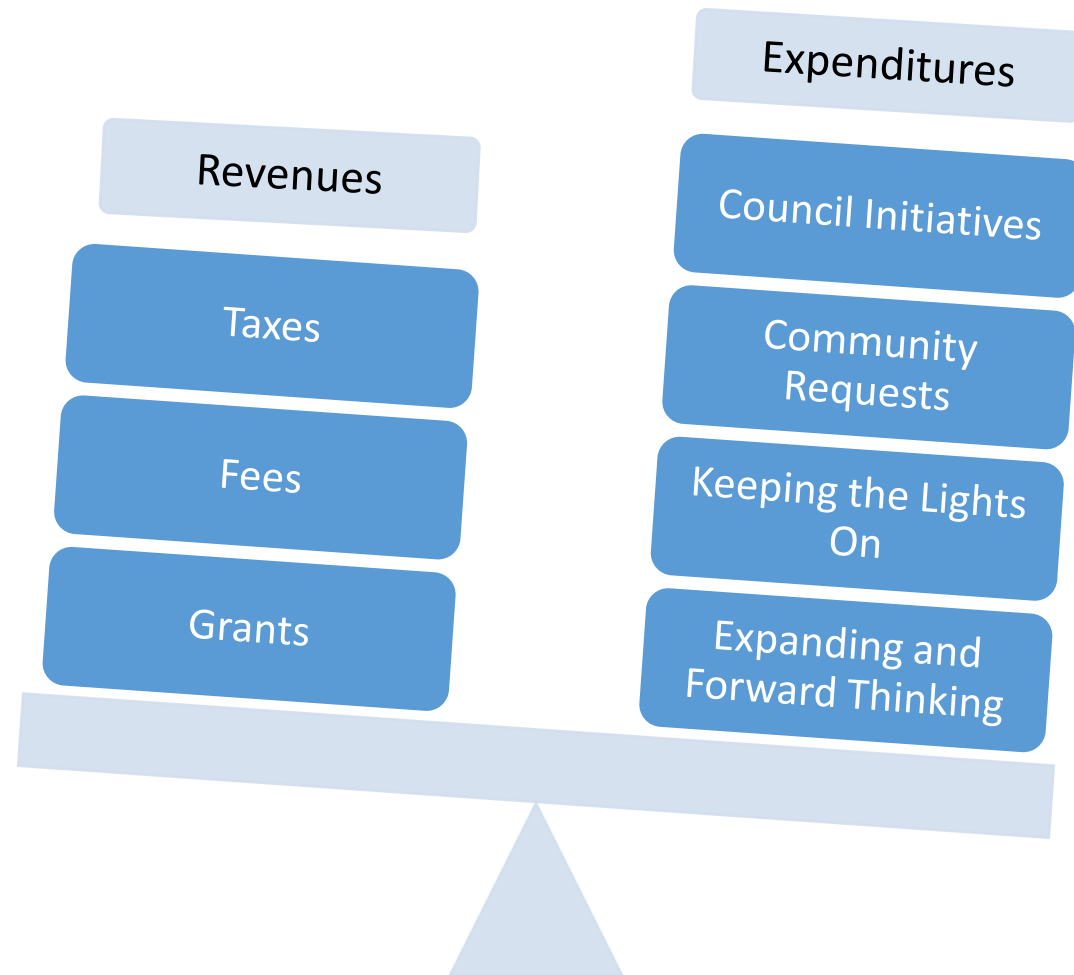 Revenues
Taxes
Fees
Grants
Expenditures
Council Initiatives
Community
Requests
Keeping the Lights
On
Expanding and
Forward Thinking